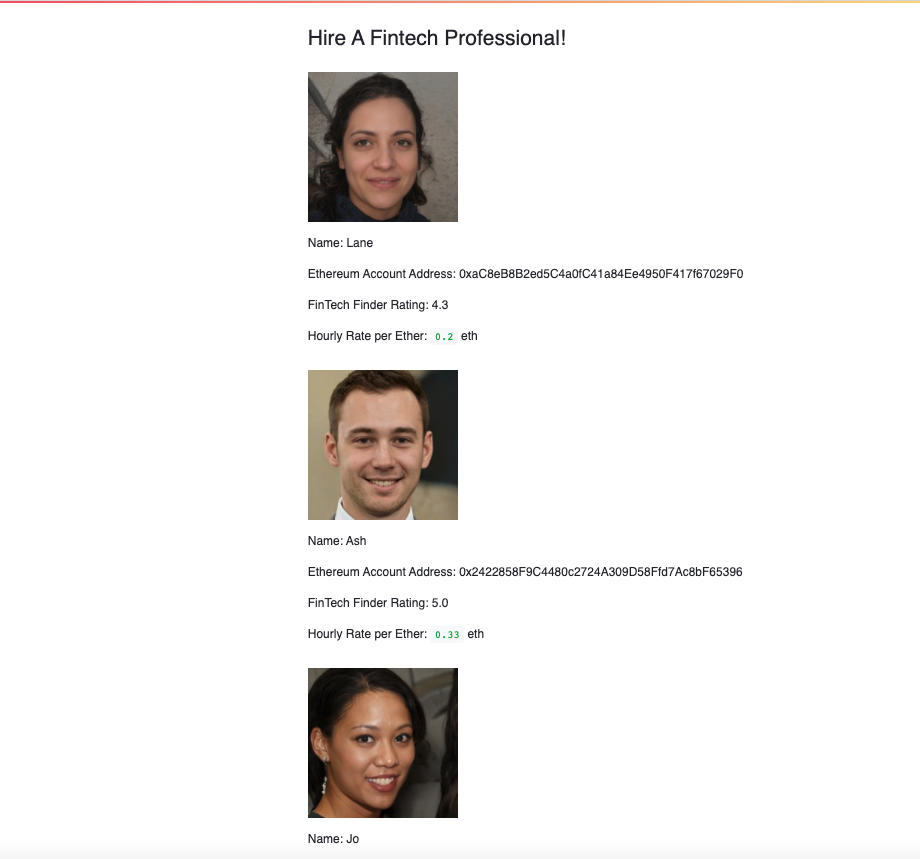 Hire A Fintech Professional!
Name: Lane
Ethereum Account Address: 0xaC8eB8B2ed5C4a0fC41a84Ee4950F417f67029F0
FinTech Finder Rating: 4.3
Hourly Rate per Ether: 0.2 eth
Name: Ash
Ethereum Account Address: 0x2422858F9C4480c2724A309D58Ffd7Ac8bF65396
FinTech Finder Rating: 5.0
Hourly Rate per Ether: 0.33 eth
Name: Jo